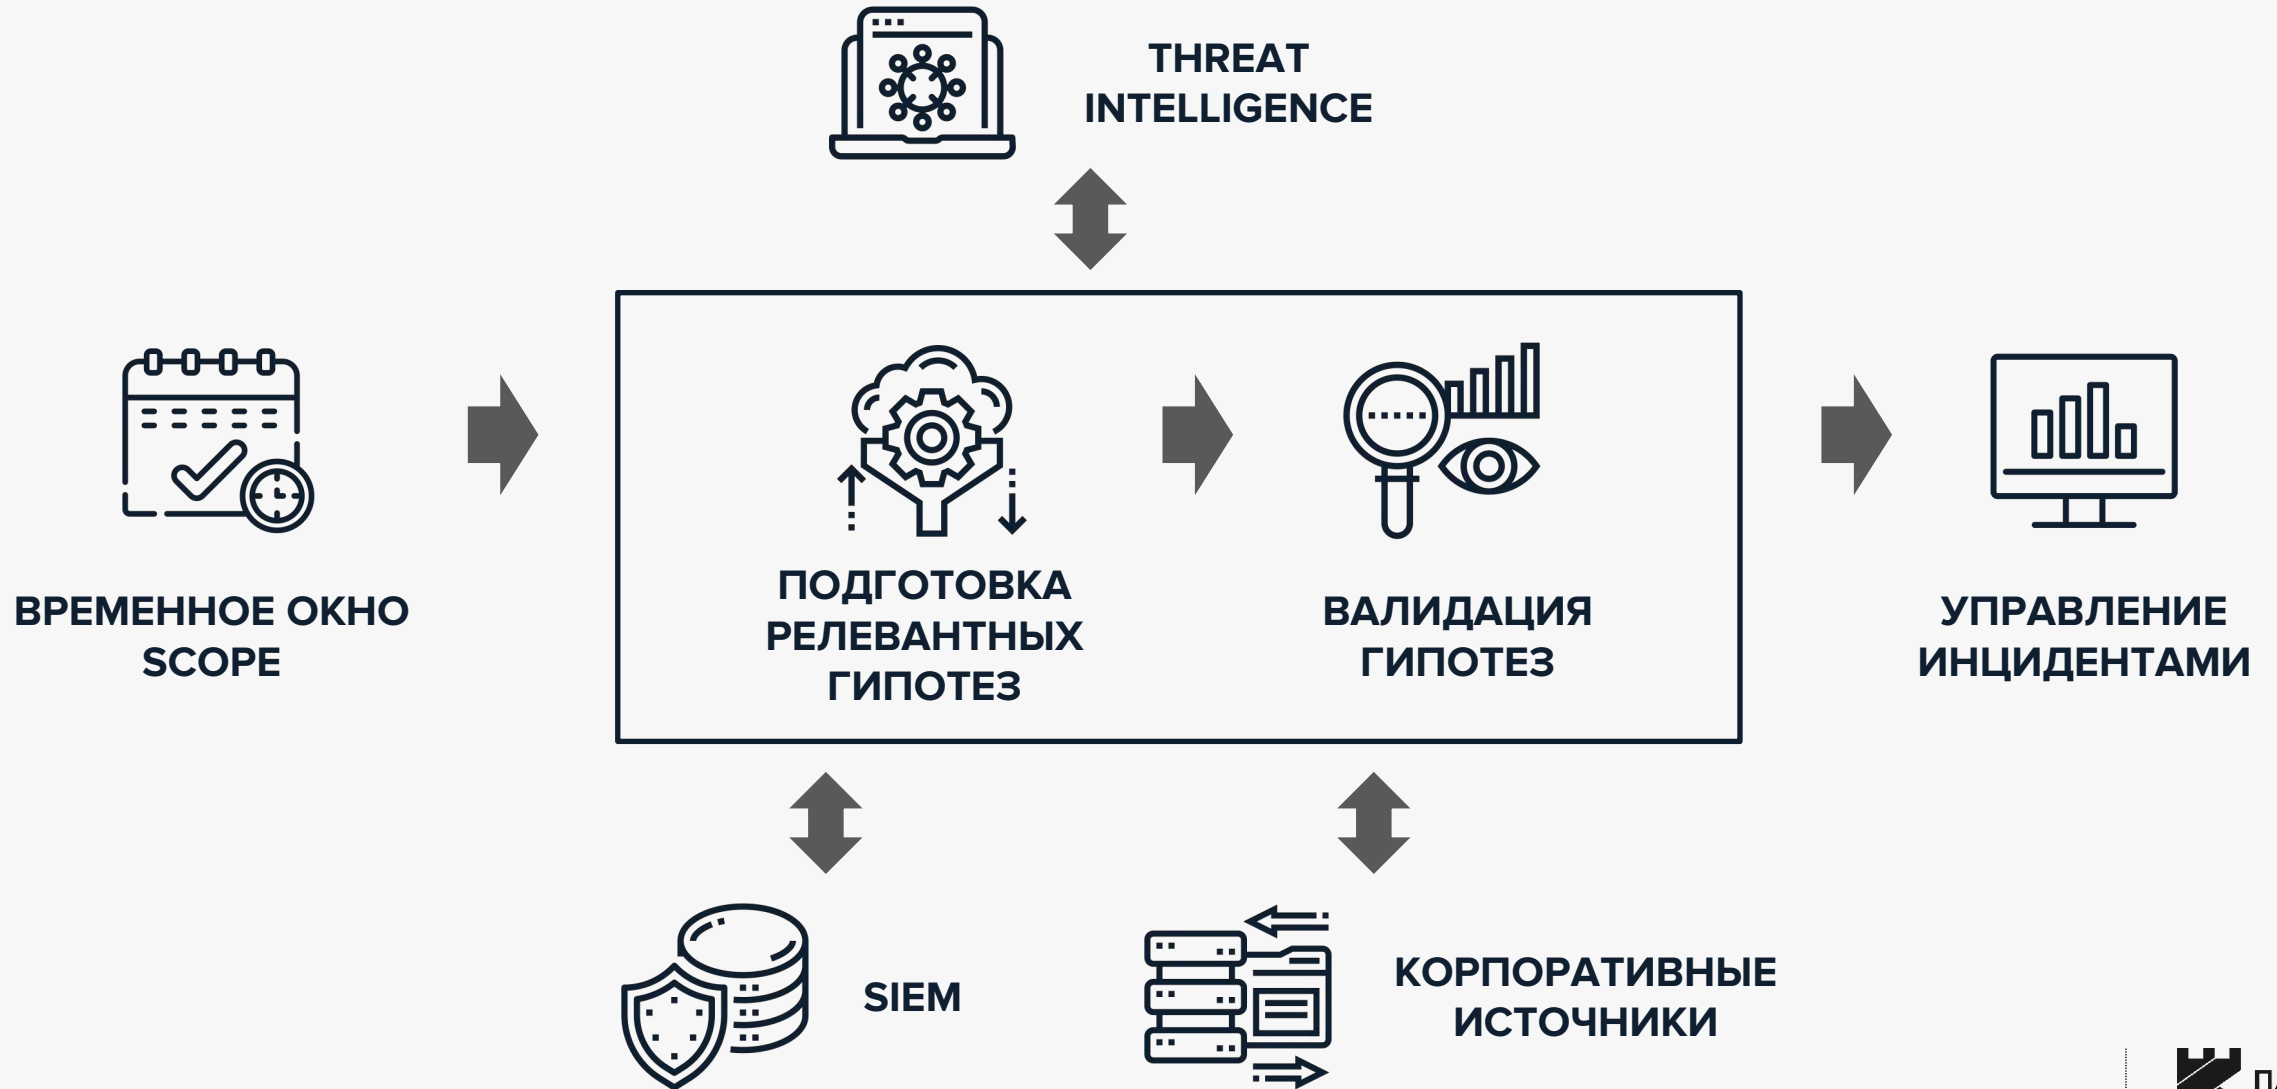 THREAT
INTELLIGENCE
ВРЕМЕННОЕ ОКНО
SCOPE
ПОДГОТОВКА
РЕЛЕВАНТНЫХ
ГИПОТЕЗ
ВАЛИДАЦИЯ
ГИПОТЕЗ
УПРАВЛЕНИЕ
ИНЦИДЕНТАМИ
SIEM
КОРПОРАТИВНЫЕ
ИСТОЧНИКИ